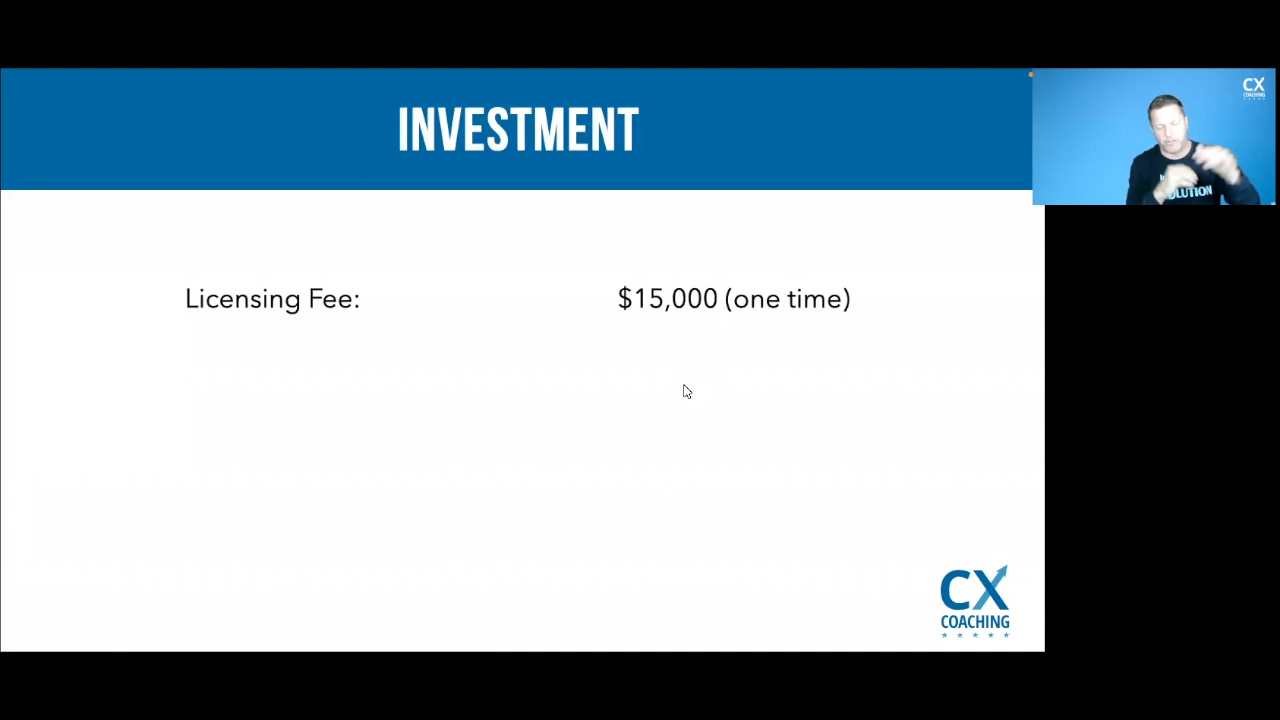 INVESTMENT
CX
COACHING
Licensing Fee: $15,000 (one time)
CX
COACHING